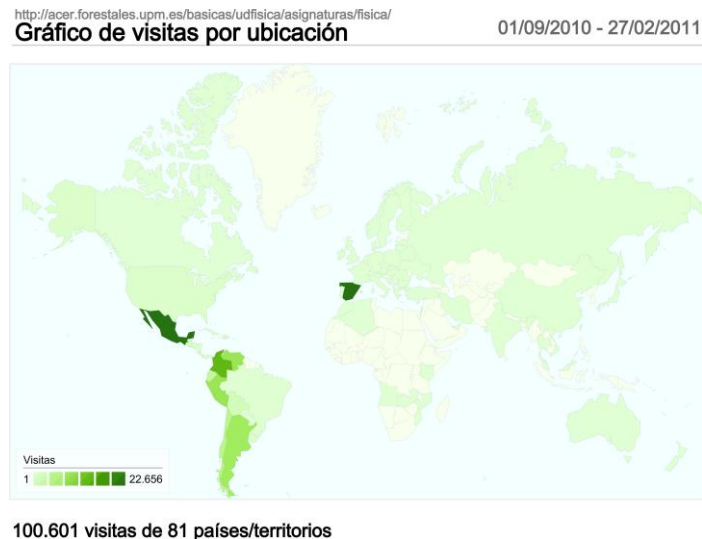 http://acer.forestales.upm.es/basicas/udfisica/asignaturas/fisica/
Gráfico de visitas por ubicación 01/09/2010 - 27/02/2011
Visitas
1 22.656
100.601 visitas de 81 países/territorios